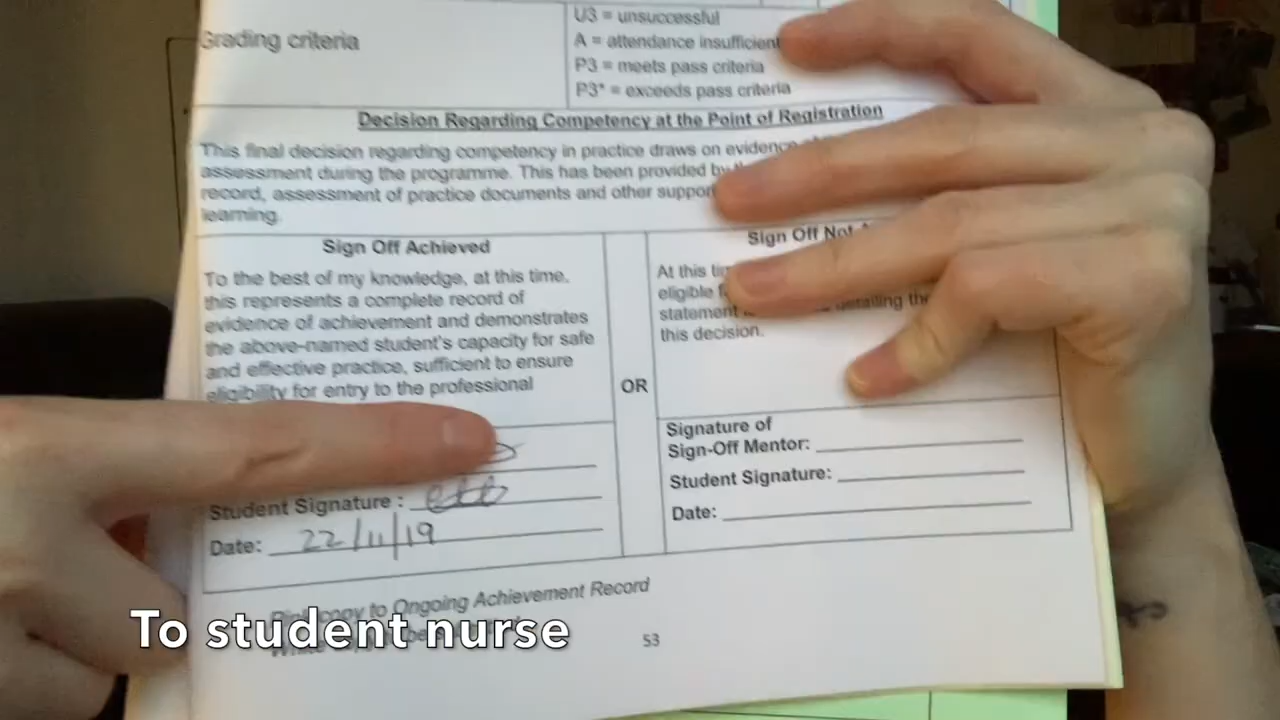 Grading criteria
U3 = unsuccessful
A = attendance insufficient
P3 = meets pass criteria
P3* = exceeds pass criteria
Decision Regarding Competency at the Point of Registration
This final decision regarding competency in practice draws on evidence
assessment during the programme. This has been provided by
record, assessment of practice documents and other
learning.
Sign Off Achieved
To the best of my knowledge, at this time,
this represents a complete record of
evidence of achievement and demonstrates
the above-named student's capacity for safe
and effective practice, sufficient to ensure
eligibility for entry to the professional
Student Signature :
Date: 22/11/19
OR
Sign Off Not
At this
eligible
statement detailing the
this decision.
Signature of
Sign-Off Mentor:
Student Signature:
Date:
copy to Ongoing Achievement Record
To student nurse
53